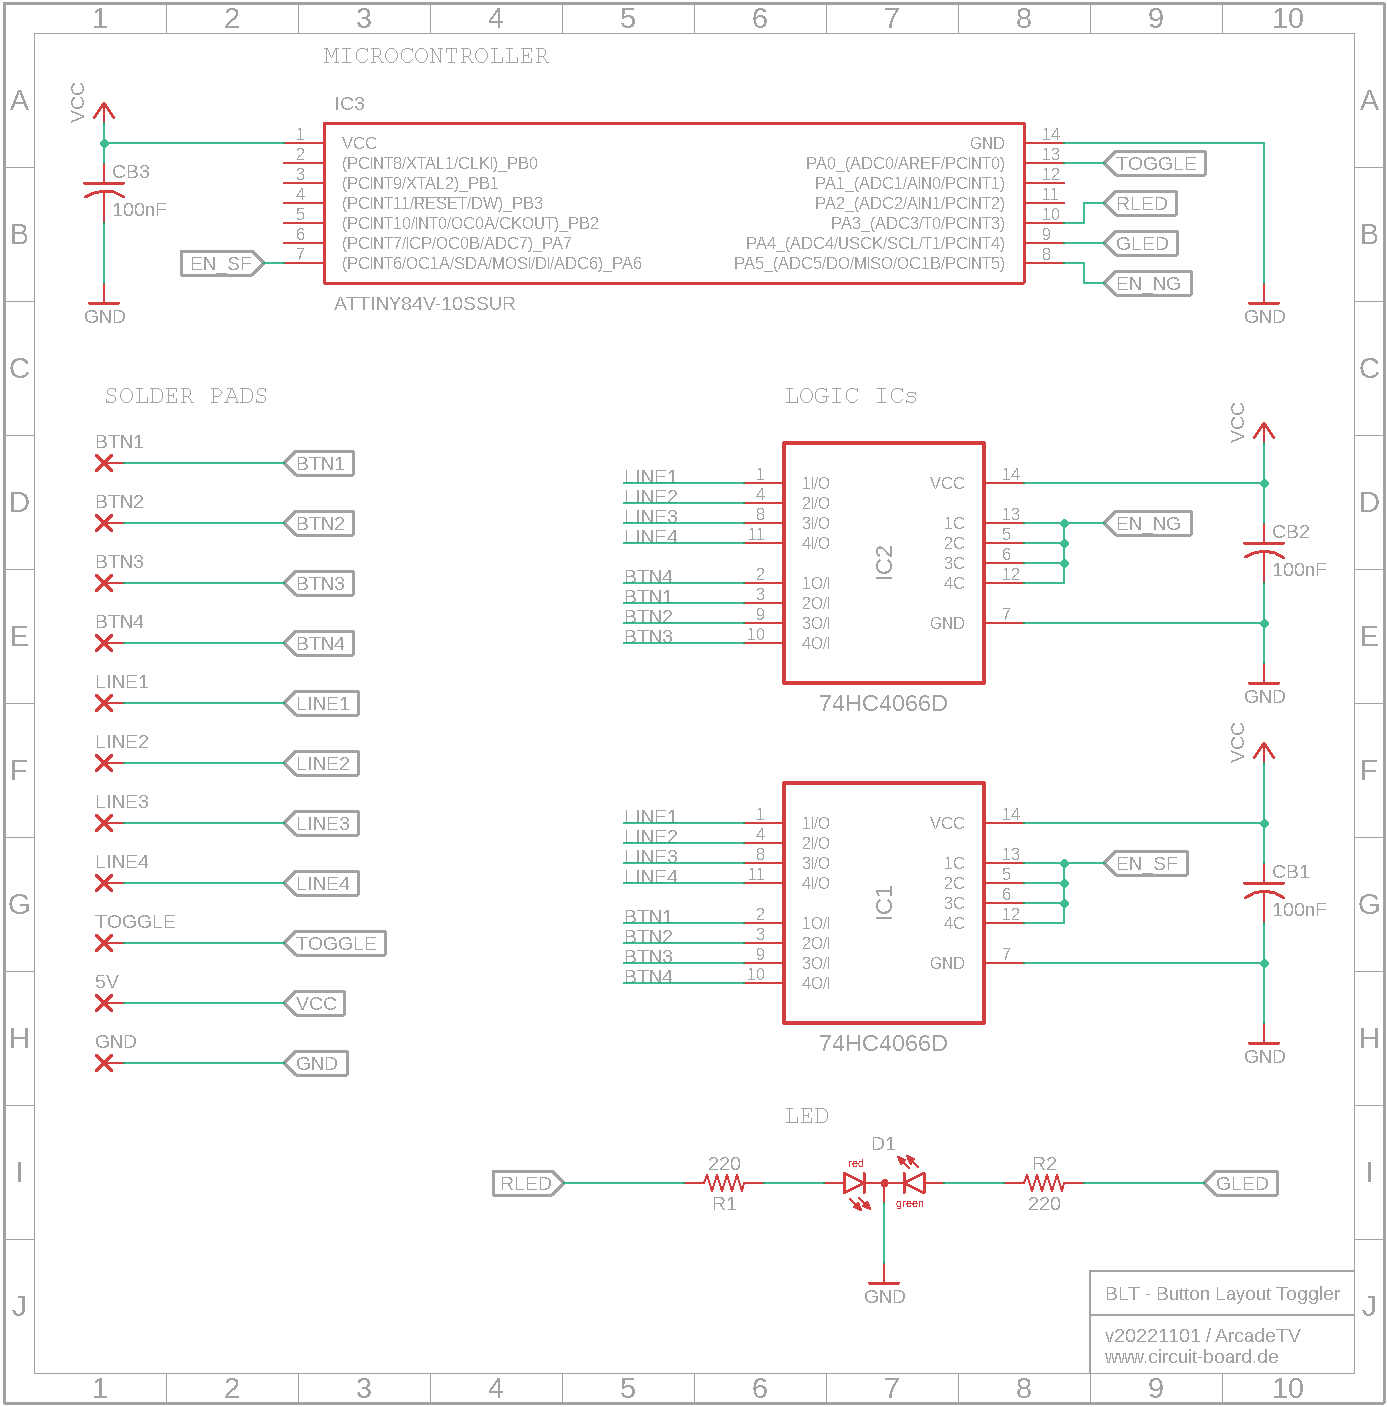 1 2 3 4 5 6 7 8 9 10
A A
B B
C C
D D
E E
F F
G G
H H
I I
J J
MICROCONTROLLER
VCC
CB3
100nF
GND
IC3
1 VCC
2 (PCINT8/XTAL1/CLKI)_PB0
3 (PCINT9/XTAL2)_PB1
4 (PCINT11/RESET/DW)_PB3
5 (PCINT10/INT0/OC0A/CKOUT)_PB2
6 (PCINT7/ICP/OC0B/ADC7)_PA7
EN_SF 7 (PCINT6/OC1A/SDA/MOSI/DI/ADC6)_PA6
GND 14
PA0_(ADC0/AREF/PCINT0) 13 TOGGLE
PA1_(ADC1/AIN0/PCINT1) 12
PA2_(ADC2/AIN1/PCINT2) 11
PA3_(ADC3/T0/PCINT3) 10 RLED
PA4_(ADC4/USCK/SCL/T1/PCINT4) 9 GLED
PA5_(ADC5/DO/MISO/OC1B/PCINT5) 8 EN_NG
ATTINY84V-10SSUR
GND
SOLDER PADS
BTN1 BTN1
BTN2 BTN2
BTN3 BTN3
BTN4 BTN4
LINE1 LINE1
LINE2 LINE2
LINE3 LINE3
LINE4 LINE4
TOGGLE TOGGLE
5V VCC
GND GND
LOGIC ICs
LINE1 1 1I/O
LINE2 4 2I/O
LINE3 8 3I/O
LINE4 11 4I/O
BTN4 2 1O/I
BTN1 3 2O/I
BTN2 9 3O/I
BTN3 10 4O/I
IC2
VCC 14
1C 13 EN_NG
2C 5
3C 6
4C 12
GND 7
74HC4066D
VCC
CB2
100nF
GND
LINE1 1 1I/O
LINE2 4 2I/O
LINE3 8 3I/O
LINE4 11 4I/O
BTN1 2 1O/I
BTN2 3 2O/I
BTN3 9 3O/I
BTN4 10 4O/I
IC1
VCC 14
1C 13 EN_SF
2C 5
3C 6
4C 12
GND 7
74HC4066D
VCC
CB1
100nF
GND
LED
D1
RLED 220 R1 red green R2 220 GLED
GND
BLT - Button Layout Toggler
v20221101 / ArcadeTV
www.circuit-board.de
1 2 3 4 5 6 7 8 9 10